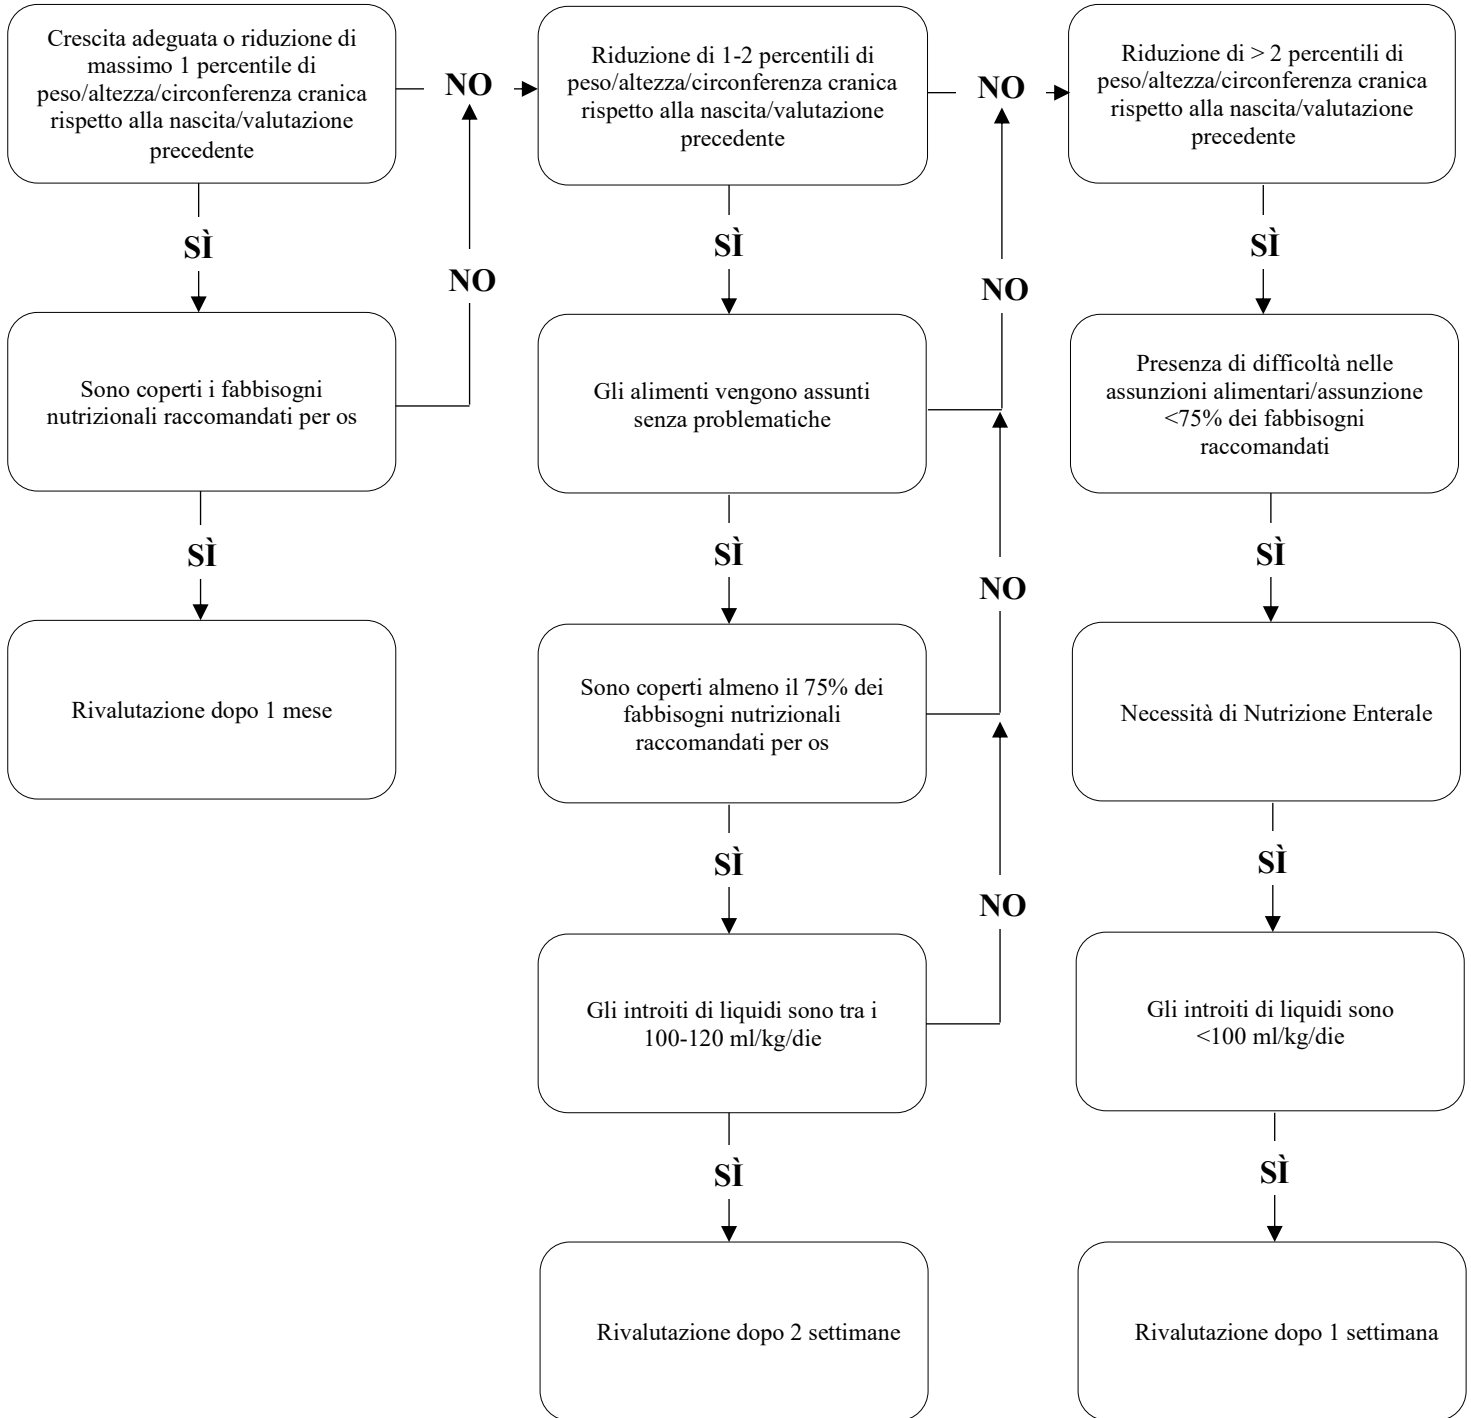 Crescita adeguata o riduzione di
massimo 1 percentile di
peso/altezza/circonferenza cranica
rispetto alla nascita/valutazione
precedente
NO
Riduzione di 1-2 percentili di
peso/altezza/circonferenza cranica
rispetto alla nascita/valutazione
precedente
NO
Riduzione di > 2 percentili di
peso/altezza/circonferenza cranica
rispetto alla nascita/valutazione
precedente
SÌ
NO
SÌ
NO
SÌ
Sono coperti i fabbisogni
nutrizionali raccomandati per os
Gli alimenti vengono assunti
senza problematiche
Presenza di difficoltà nelle
assunzioni alimentari/assunzione
<75% dei fabbisogni
raccomandati
SÌ
SÌ
NO
SÌ
Rivalutazione dopo 1 mese
Sono coperti almeno il 75% dei
fabbisogni nutrizionali
raccomandati per os
Necessità di Nutrizione Enterale
SÌ
NO
SÌ
Gli introiti di liquidi sono tra i
100-120 ml/kg/die
Gli introiti di liquidi sono
<100 ml/kg/die
SÌ
SÌ
Rivalutazione dopo 2 settimane
Rivalutazione dopo 1 settimana